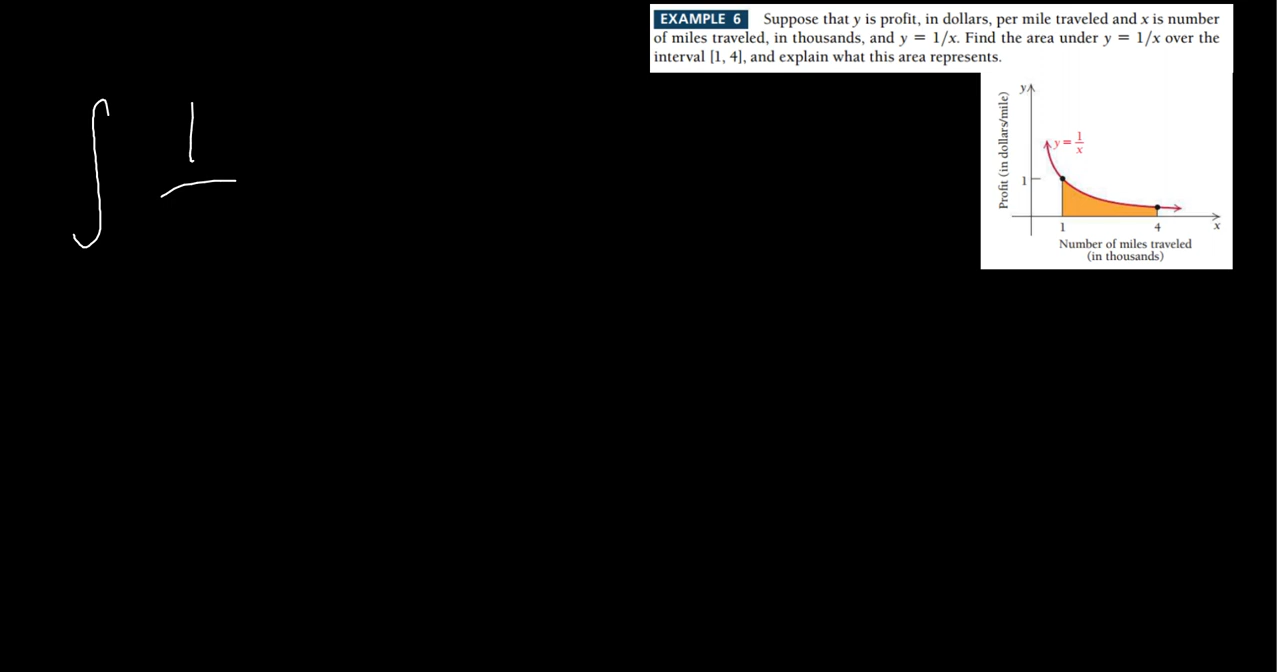 EXAMPLE 6 Suppose that y is profit, in dollars, per mile traveled and x is number
of miles traveled, in thousands, and y = 1/x. Find the area under y = 1/x over the
interval [1, 4], and explain what this area represents.
∫ 1
y
Profit (in dollars/mile)
y = 1/x
1
1 4 x
Number of miles traveled
(in thousands)